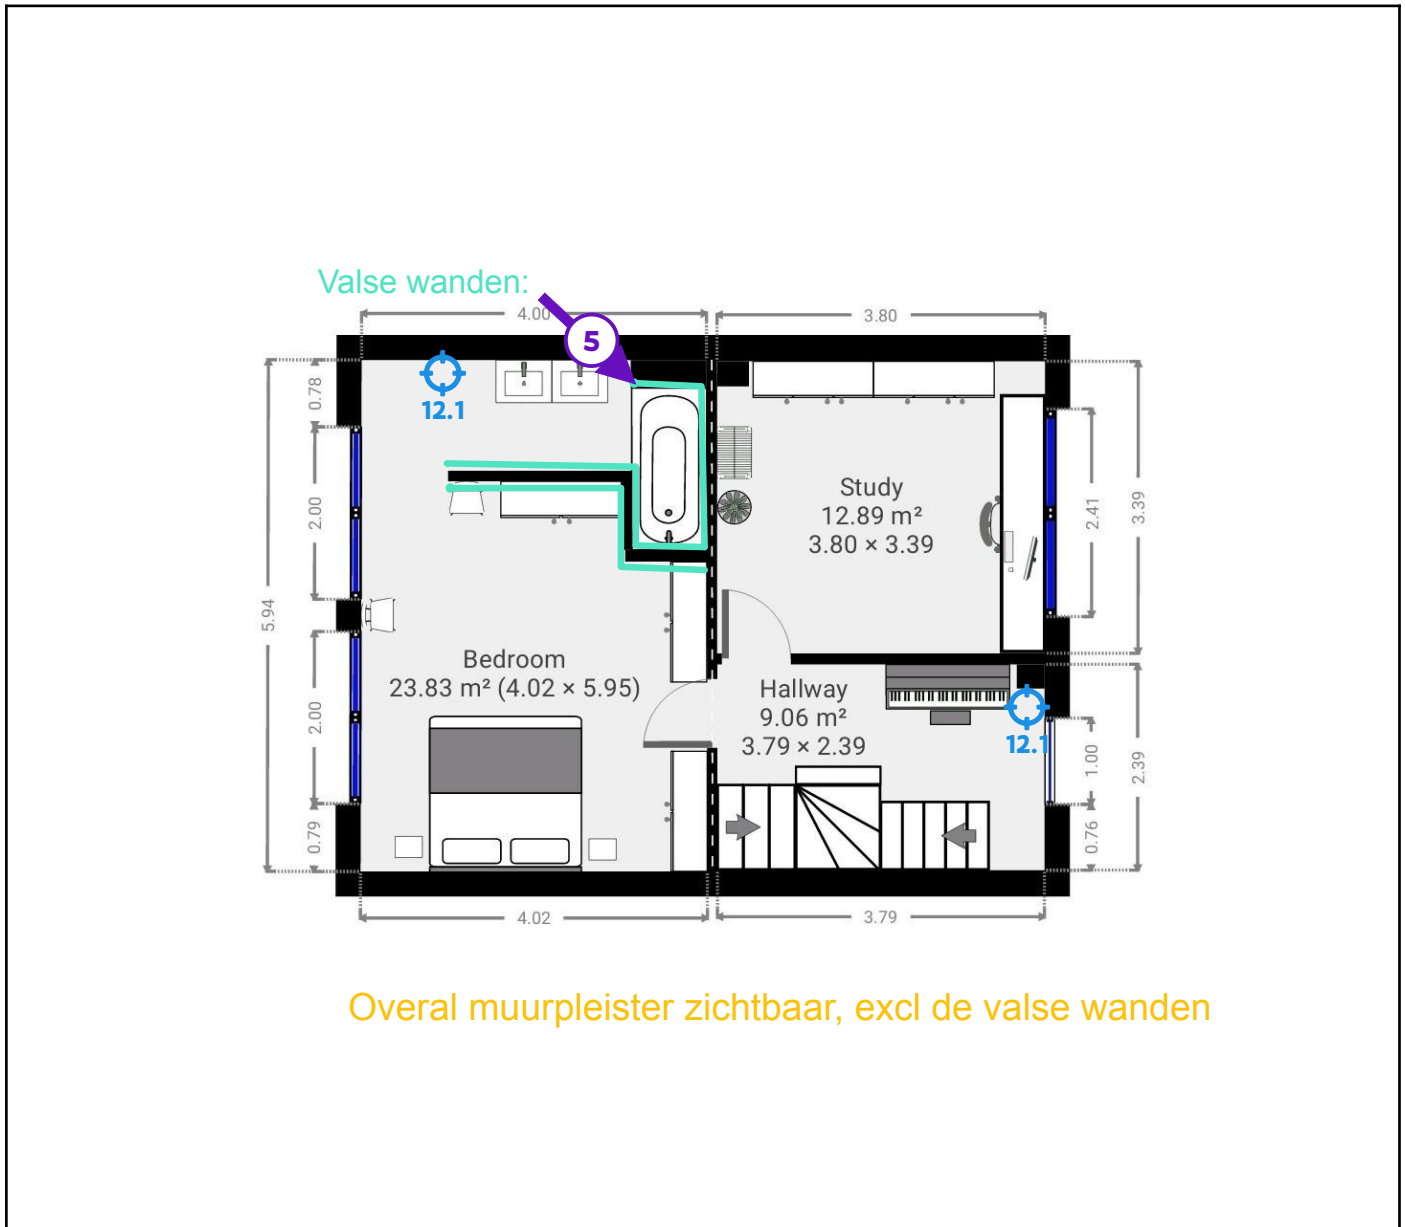 Valse wanden:
4.00
3.80
5
12.1
0.78
2.00
5.94
2.00
0.79
Study
12.89 m²
3.80 × 3.39
2.41
3.39
Bedroom
23.83 m² (4.02 × 5.95)
Hallway
9.06 m²
3.79 × 2.39
12.1
1.00
2.39
0.76
4.02
3.79
Overal muurpleister zichtbaar, excl de valse wanden